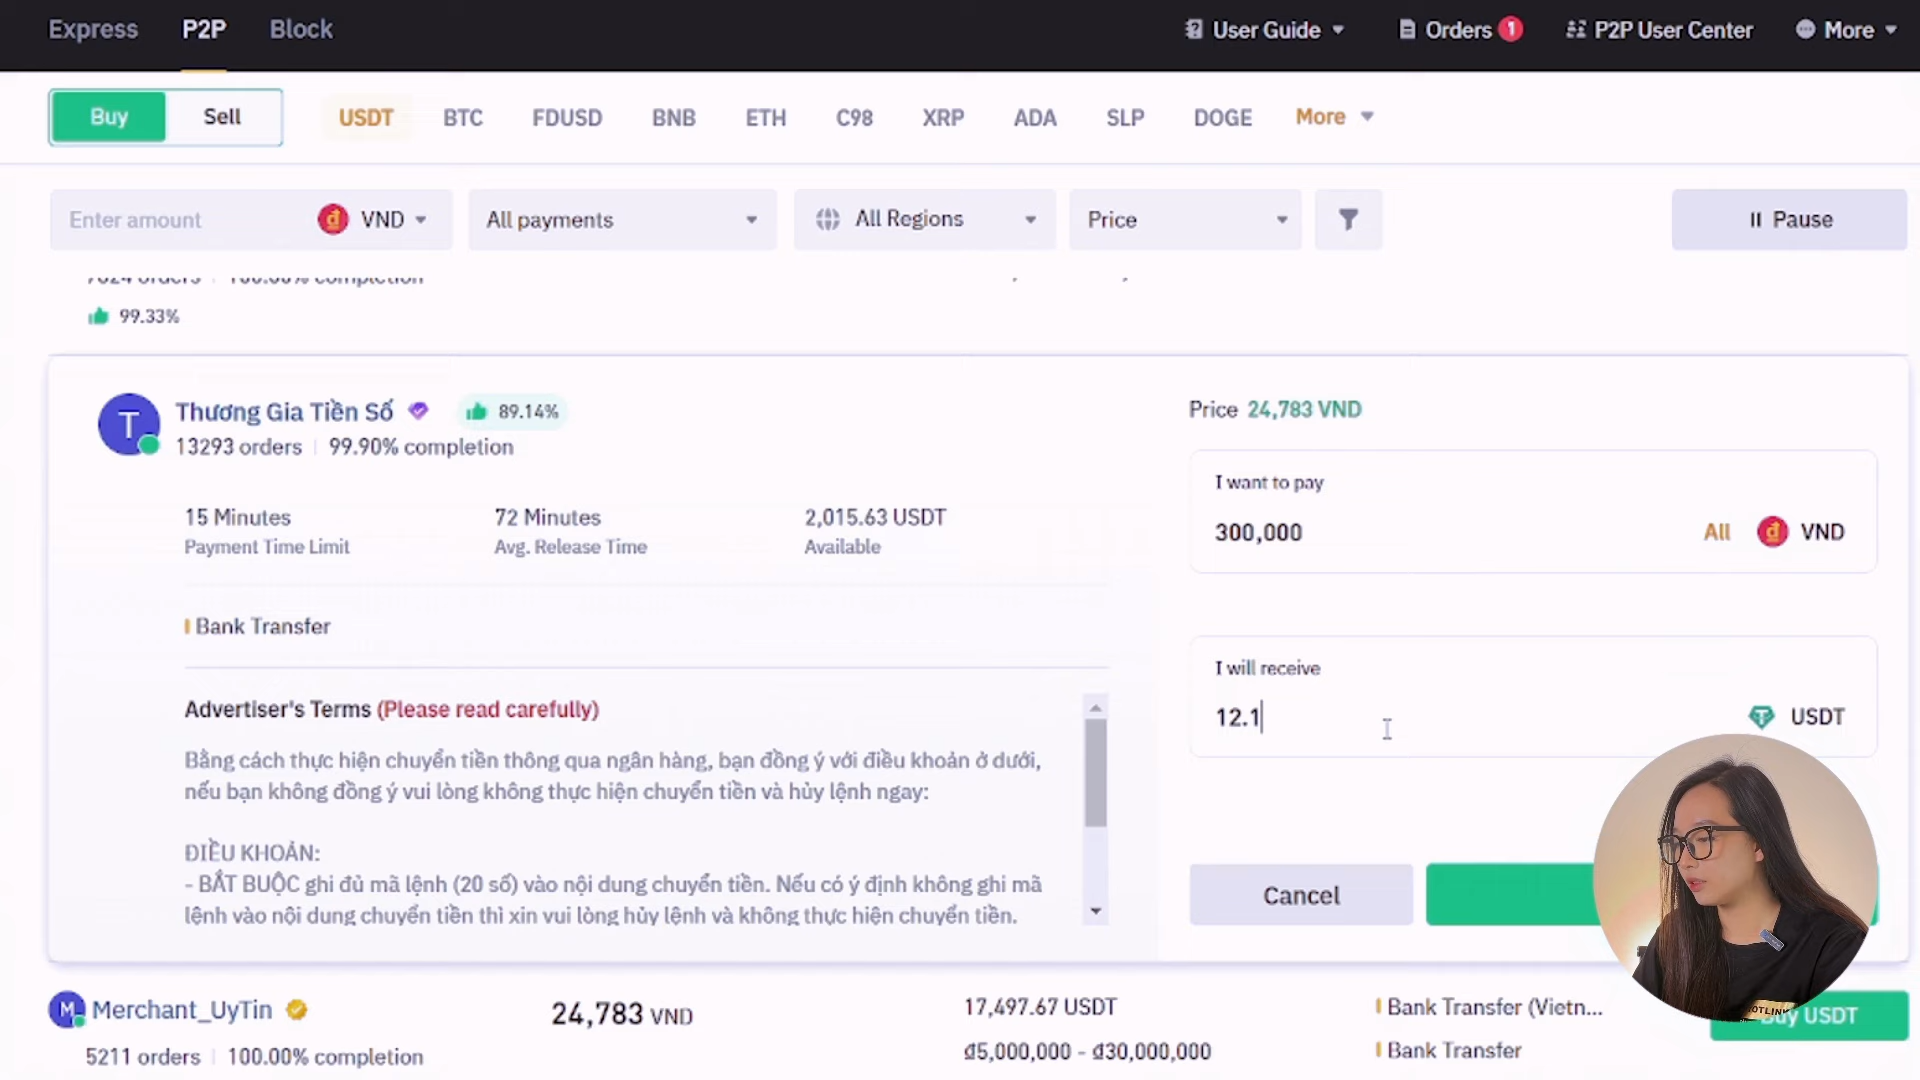 Express P2P Block User Guide Orders 1 P2P User Center More
Buy Sell USDT BTC FDUSD BNB ETH C98 XRP ADA SLP DOGE More
Enter amount VND All payments All Regions Price Pause
99.33%
T Thương Gia Tiền Số 89.14%
13293 orders 99.90% completion
Price 24,783 VND
I want to pay
300,000 All VND
15 Minutes 72 Minutes 2,015.63 USDT
Payment Time Limit Avg. Release Time Available
Bank Transfer
I will receive
12.1 USDT
Advertiser's Terms (Please read carefully)
Bằng cách thực hiện chuyển tiền thông qua ngân hàng, bạn đồng ý với điều khoản ở dưới,
nếu bạn không đồng ý vui lòng không thực hiện chuyển tiền và hủy lệnh ngay:
ĐIỀU KHOẢN:
- BẮT BUỘC ghi đủ mã lệnh (20 số) vào nội dung chuyển tiền. Nếu có ý định không ghi mã
lệnh vào nội dung chuyển tiền thì xin vui lòng hủy lệnh và không thực hiện chuyển tiền.
Cancel
M Merchant_UyTin 24,783 VND 17,497.67 USDT Bank Transfer (Vietn... Buy USDT
5211 orders 100.00% completion đ5,000,000 - đ30,000,000 Bank Transfer